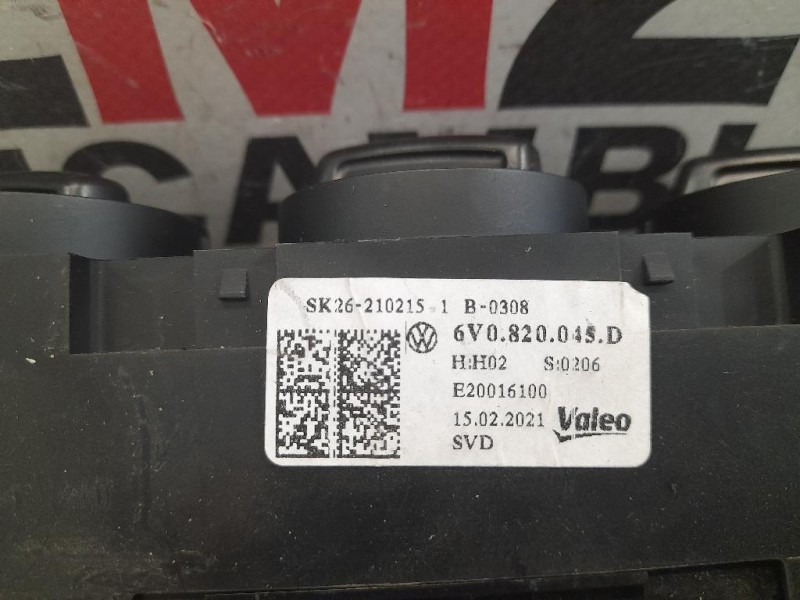 SK26-210215-1 B-0308
6V0.820.045.D
H:H02 S:0206
E20016100
15.02.2021 Valeo
SVD